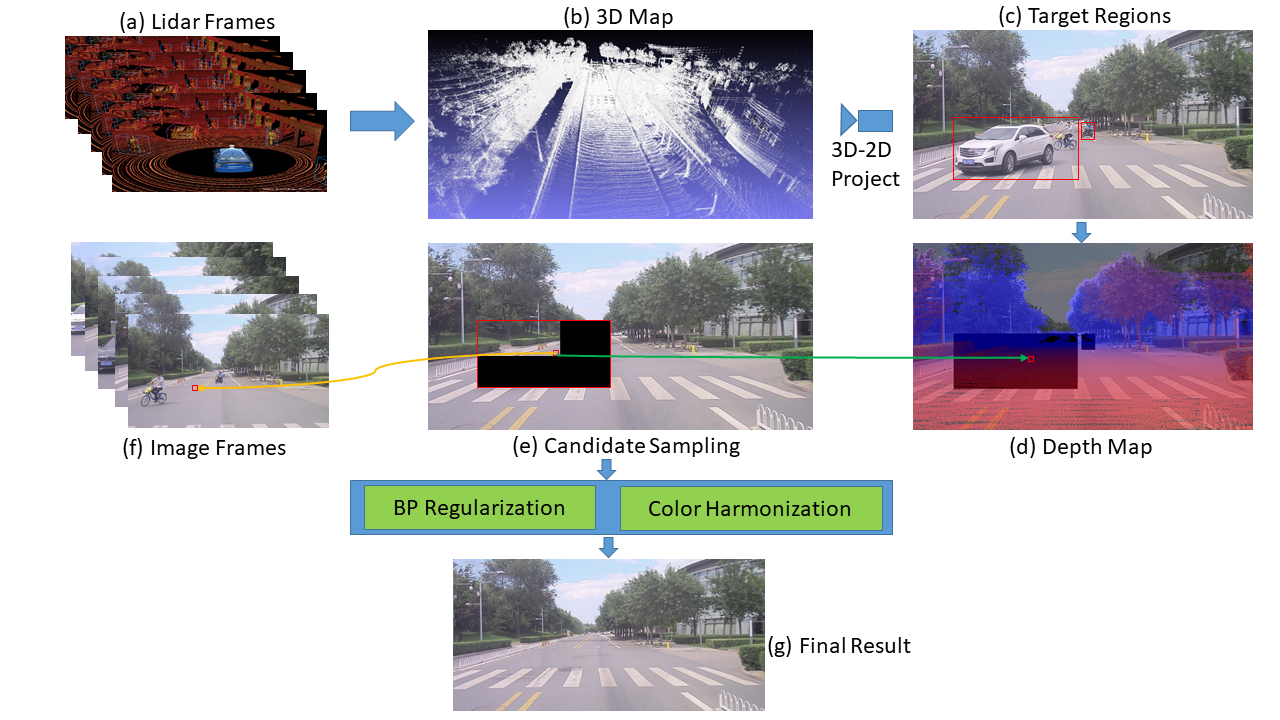 (a) Lidar Frames
(b) 3D Map
(c) Target Regions
3D-2D
Project
(f) Image Frames
(e) Candidate Sampling
(d) Depth Map
BP Regularization
Color Harmonization
(g) Final Result